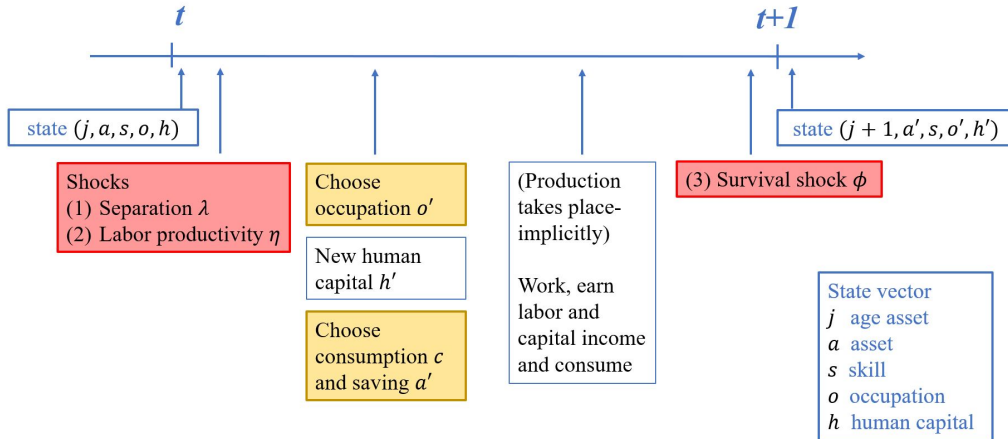 t
t+1
state (j, a, s, o, h)
state (j + 1, a′, s, o′, h′)
Shocks
(1) Separation λ
(2) Labor productivity η
Choose
occupation o′
New human
capital h′
Choose
consumption c
and saving a′
(Production
takes place-
implicitly)
Work, earn
labor and
capital income
and consume
(3) Survival shock ϕ
State vector
j age asset
a asset
s skill
o occupation
h human capital